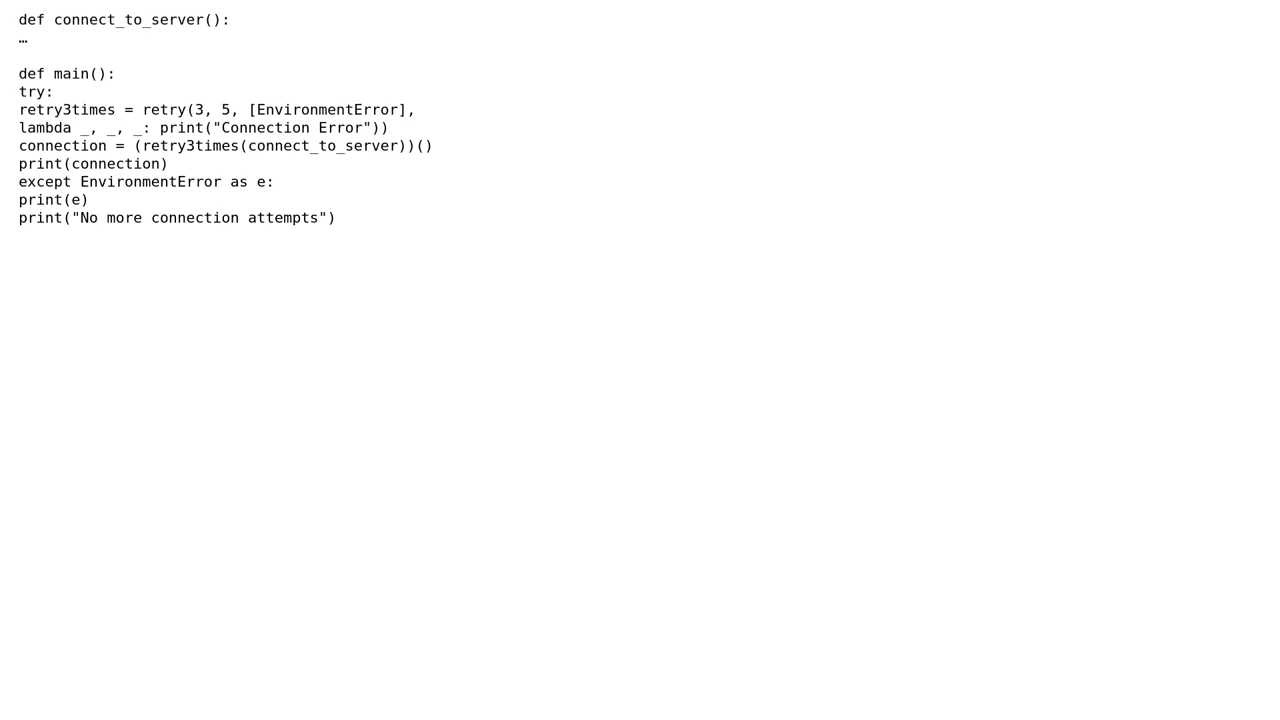 def connect_to_server():
…

def main():
try:
retry3times = retry(3, 5, [EnvironmentError],
lambda _, _, _: print("Connection Error"))
connection = (retry3times(connect_to_server))()
print(connection)
except EnvironmentError as e:
print(e)
print("No more connection attempts")